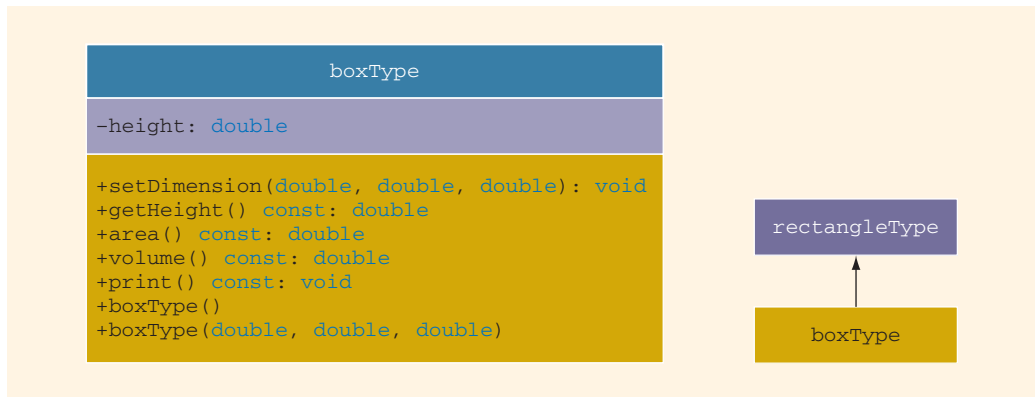 boxType
-height: double
+setDimension(double, double, double): void
+getHeight() const: double
+area() const: double
+volume() const: double
+print() const: void
+boxType()
+boxType(double, double, double)
rectangleType
boxType